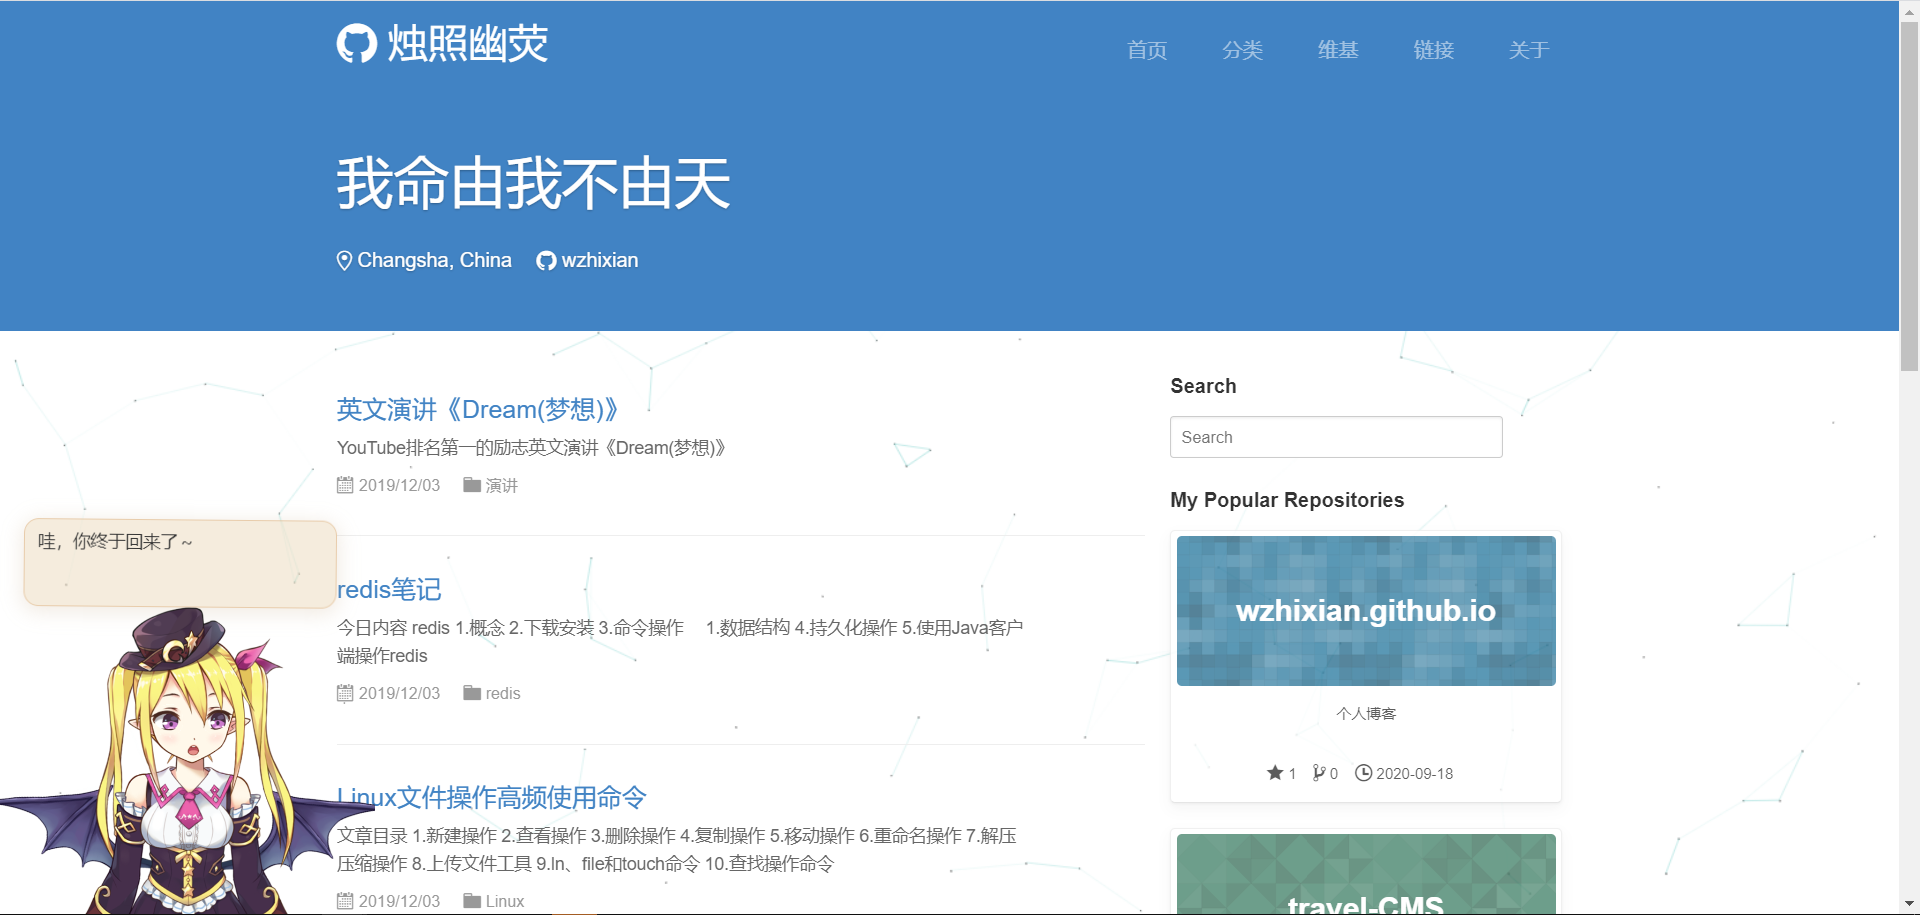 烛照幽荧
首页 分类 维基 链接 关于
我命由我不由天
Changsha, China wzhixian
英文演讲《Dream(梦想)》
YouTube排名第一的励志英文演讲《Dream(梦想)》
2019/12/03 演讲
redis笔记
今日内容 redis 1.概念 2.下载安装 3.命令操作 1.数据结构 4.持久化操作 5.使用Java客户
端操作redis
2019/12/03 redis
Linux文件操作高频使用命令
文章目录 1.新建操作 2.查看操作 3.删除操作 4.复制操作 5.移动操作 6.重命名操作 7.解压
压缩操作 8.上传文件工具 9.ln、file和touch命令 10.查找操作命令
2019/12/03 Linux
哇，你终于回来了～
Search
Search
My Popular Repositories
wzhixian.github.io
个人博客
1 0 2020-09-18
travel-CMS